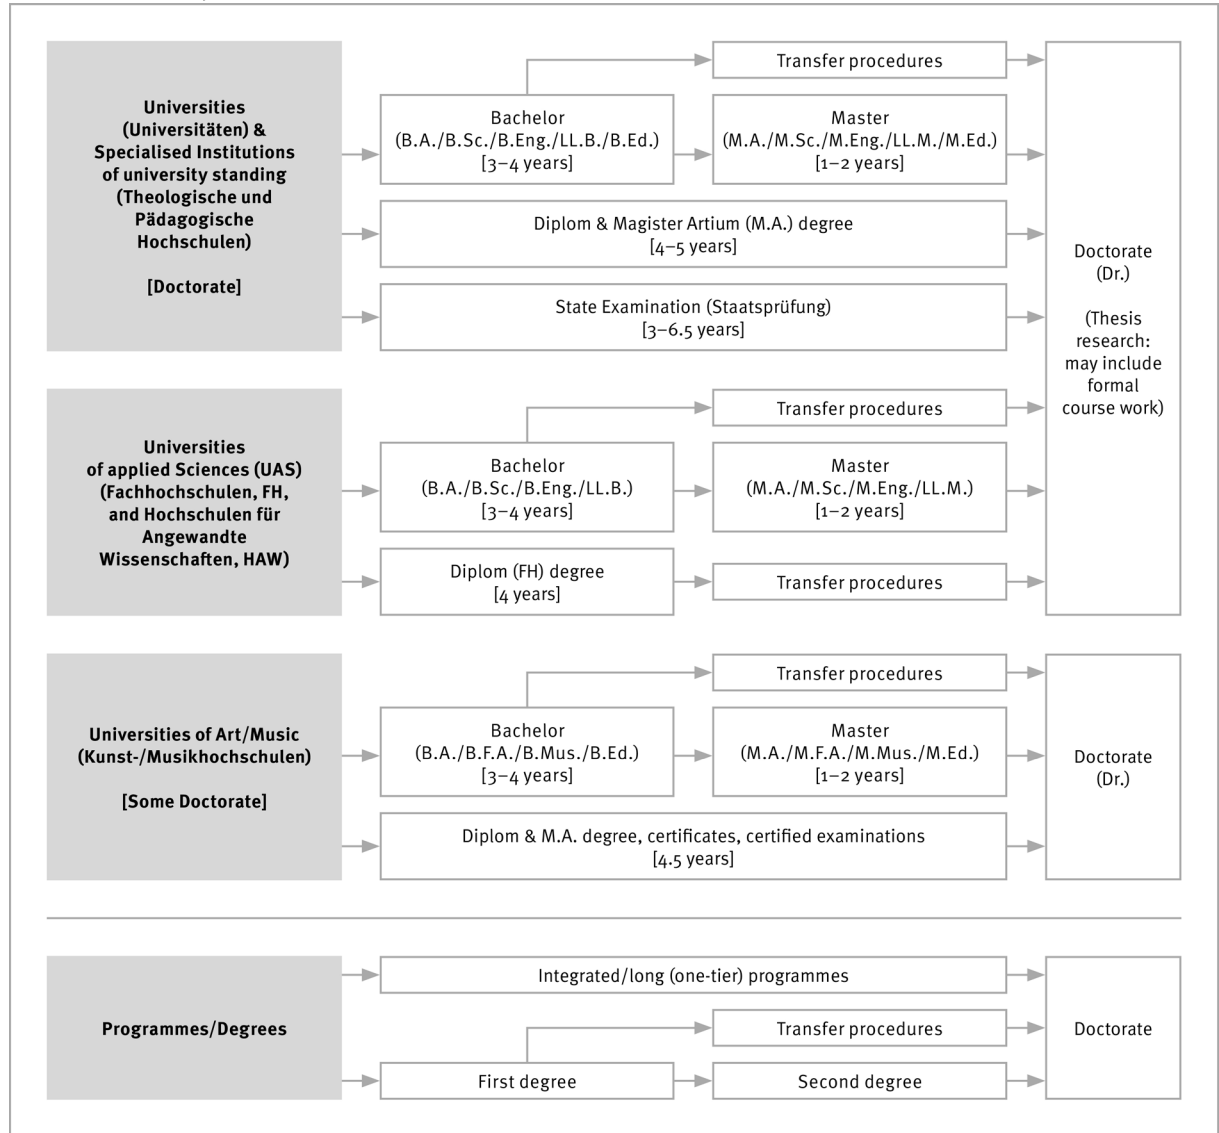 Universities
(Universitäten) &
Specialised Institutions
of university standing
(Theologische und
Pädagogische
Hochschulen)
[Doctorate]
Transfer procedures
Bachelor
(B.A./B.Sc./B.Eng./LL.B./B.Ed.)
[3–4 years]
Master
(M.A./M.Sc./M.Eng./LL.M./M.Ed.)
[1–2 years]
Diplom & Magister Artium (M.A.) degree
[4–5 years]
State Examination (Staatsprüfung)
[3–6.5 years]
Doctorate
(Dr.)
(Thesis
research:
may include
formal
course work)
Universities
of applied Sciences (UAS)
(Fachhochschulen, FH,
and Hochschulen für
Angewandte
Wissenschaften, HAW)
Transfer procedures
Bachelor
(B.A./B.Sc./B.Eng./LL.B.)
[3–4 years]
Master
(M.A./M.Sc./M.Eng./LL.M.)
[1–2 years]
Diplom (FH) degree
[4 years]
Transfer procedures
Universities of Art/Music
(Kunst-/Musikhochschulen)
[Some Doctorate]
Transfer procedures
Bachelor
(B.A./B.F.A./B.Mus./B.Ed.)
[3–4 years]
Master
(M.A./M.F.A./M.Mus./M.Ed.)
[1–2 years]
Diplom & M.A. degree, certificates, certified examinations
[4.5 years]
Doctorate
(Dr.)
Programmes/Degrees
Integrated/long (one-tier) programmes
Transfer procedures
First degree
Second degree
Doctorate